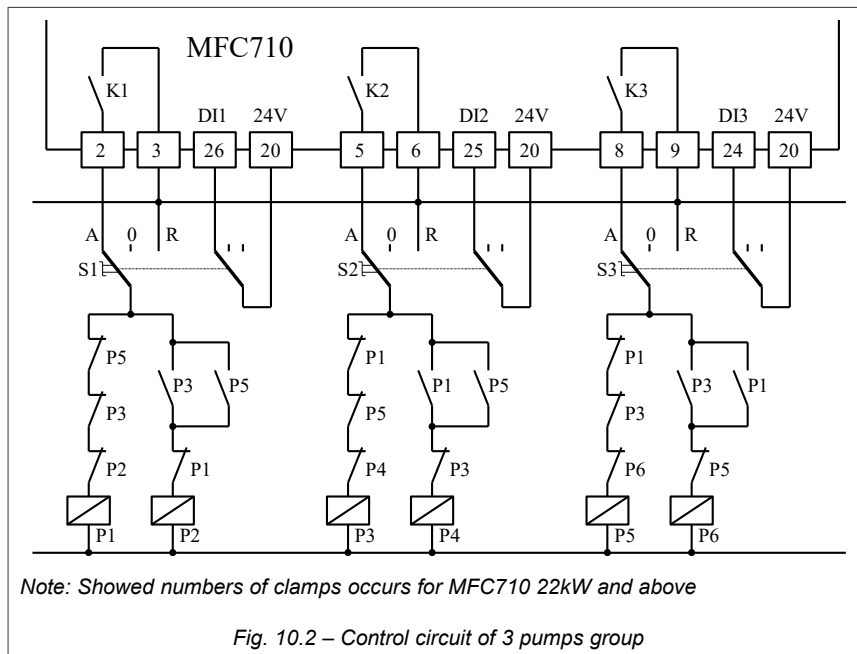 MFC710
K1 K2 K3
DI1 24V DI2 24V DI3 24V
2 3 26 20 5 6 25 20 8 9 24 20
A 0 R A 0 R A 0 R
S1 S2 S3
P5 P1 P1
P3 P5 P1 P5 P3 P1
P3 P5 P3
P2 P1 P4 P3 P6 P5
P1 P2 P3 P4 P5 P6
Note: Showed numbers of clamps occurs for MFC710 22kW and above
Fig. 10.2 – Control circuit of 3 pumps group